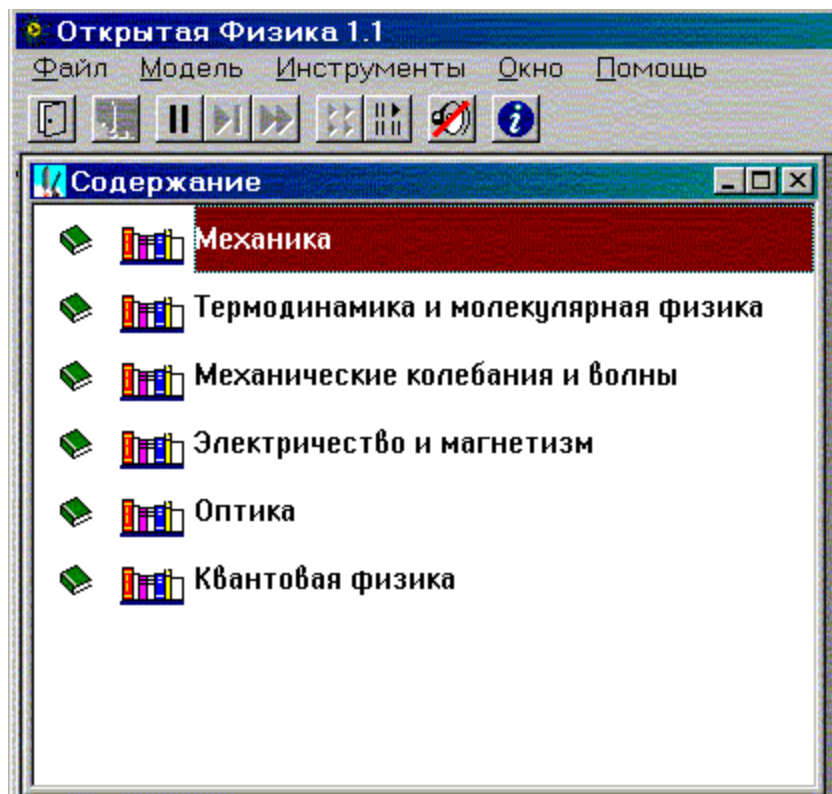 Открытая Физика 1.1
Файл Модель Инструменты Окно Помощь
Содержание
Механика
Термодинамика и молекулярная физика
Механические колебания и волны
Электричество и магнетизм
Оптика
Квантовая физика